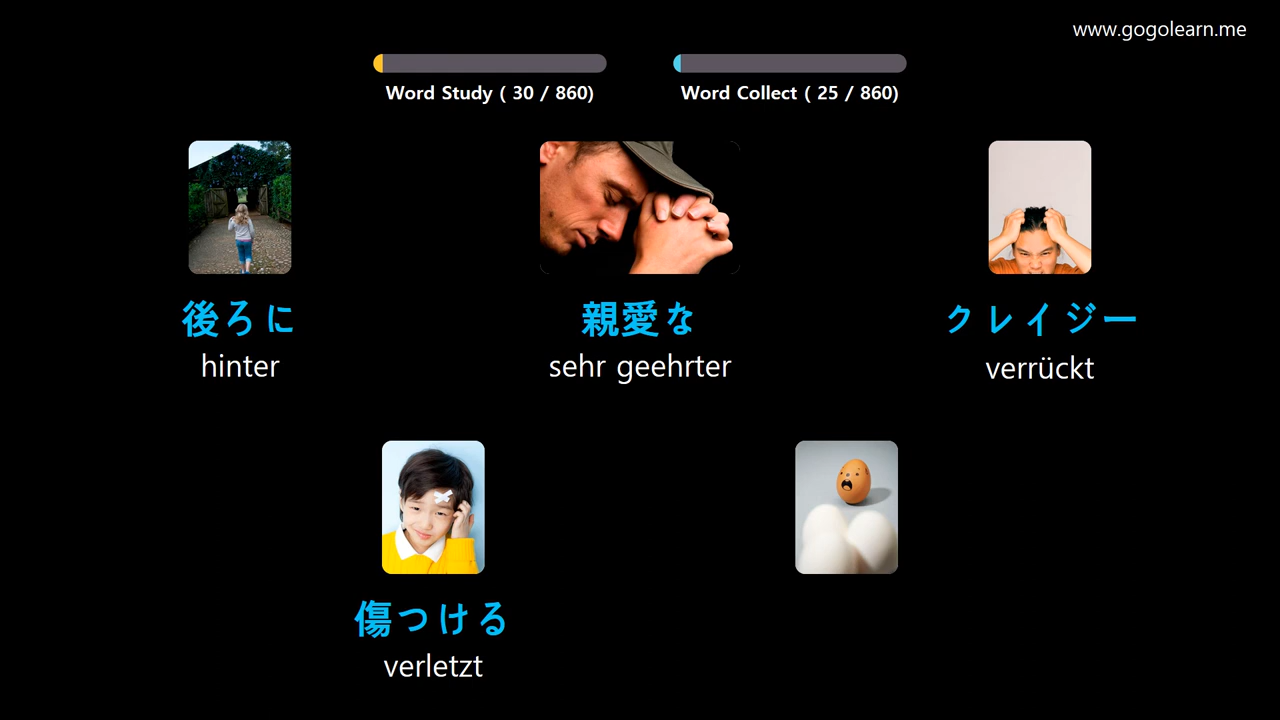 www.gogolearn.me
Word Study ( 30 / 860)
Word Collect ( 25 / 860)
後ろに
hinter
親愛な
sehr geehrter
クレイジー
verrückt
傷つける
verletzt